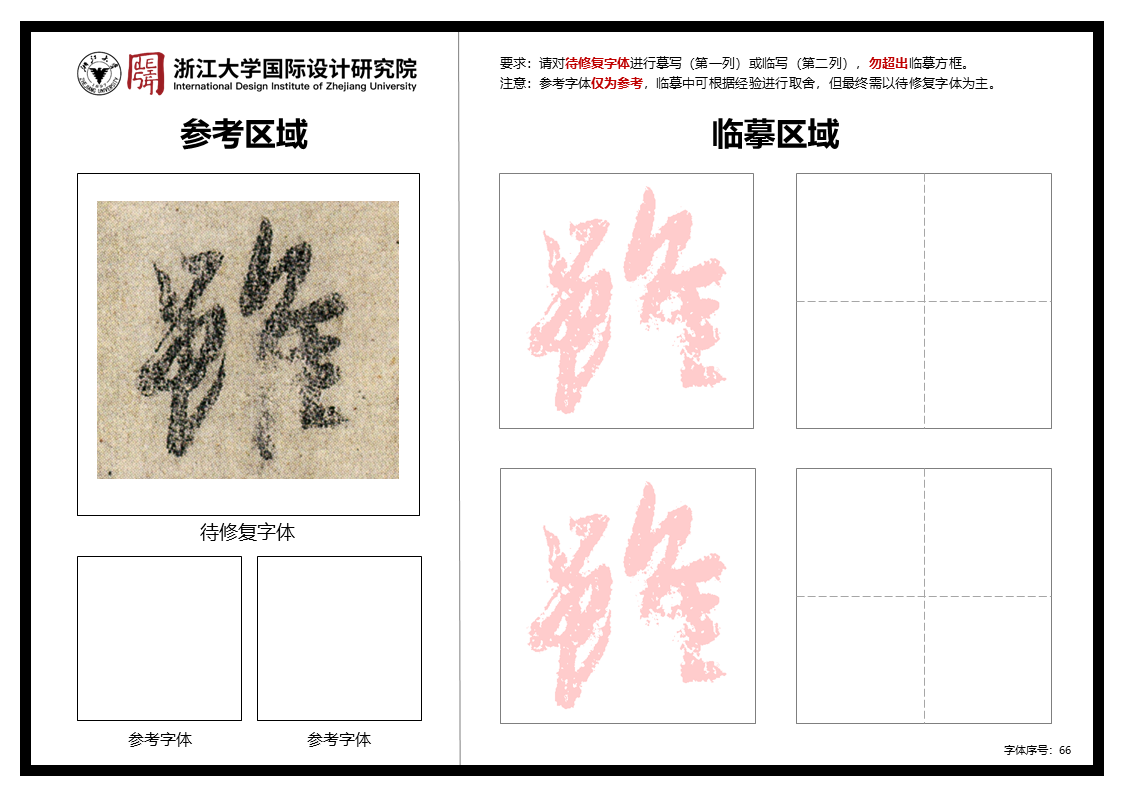 浙江大学国际设计研究院
International Design Institute of Zhejiang University
参考区域
待修复字体
参考字体
参考字体
要求：请对待修复字体进行摹写（第一列）或临写（第二列），勿超出临摹方框。
注意：参考字体仅为参考，临摹中可根据经验进行取舍，但最终需以待修复字体为主。
临摹区域
字体序号：66